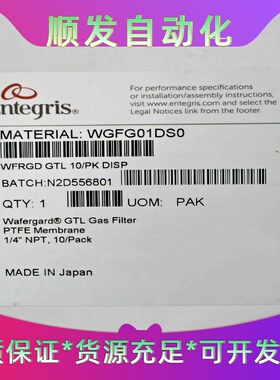 顺发自动化
Entegris
For performance specifications
or installation/assembly instructions,
visit www.entegris.com and select the
Legal Notices link from the footer.
MATERIAL: WGFG01DS0
WFRGD GTL 10/PK DISP
BATCH:N2D556801
QTY: 1
UOM: PAK
Wafergard® GTL Gas Filter
PTFE Membrane
1/4" NPT, 10/Pack
MADE IN Japan
质保证*货源充足*可开发